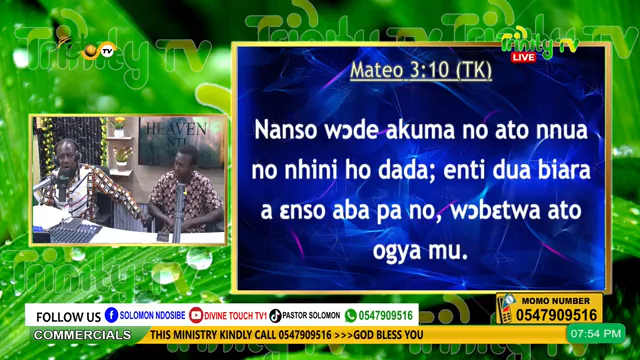 TV
Trinity TV
LIVE
Mateo 3:10 (TK)
Nanso wɔde akuma no ato nnua
no nhini ho dada; enti dua biara
a ɛnso aba pa no, wɔbɛtwa ato
ogya mu.
HEAVEN
MOMO NUMBER
0547909516
FOLLOW US
SOLOMON NDOSIBE
DIVINE TOUCH TV1
PASTOR SOLOMON
0547909516
COMMERCIALS
THIS MINISTRY KINDLY CALL 0547909516 >>>GOD BLESS YOU
07:54 PM
Trinity TV